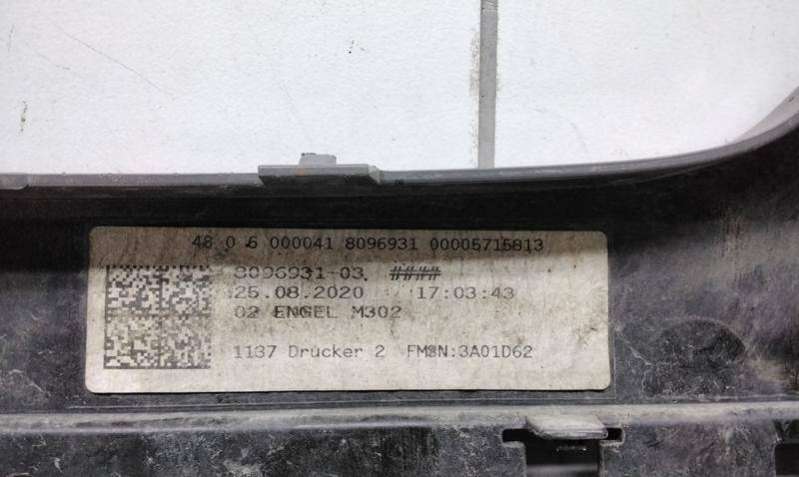 48 0 6 000041 8096931 00005715813
8096931-03 ####
25.08.2020 17:03:43
02 ENGEL M302
1137 Drucker 2 FMSN:3A01D62